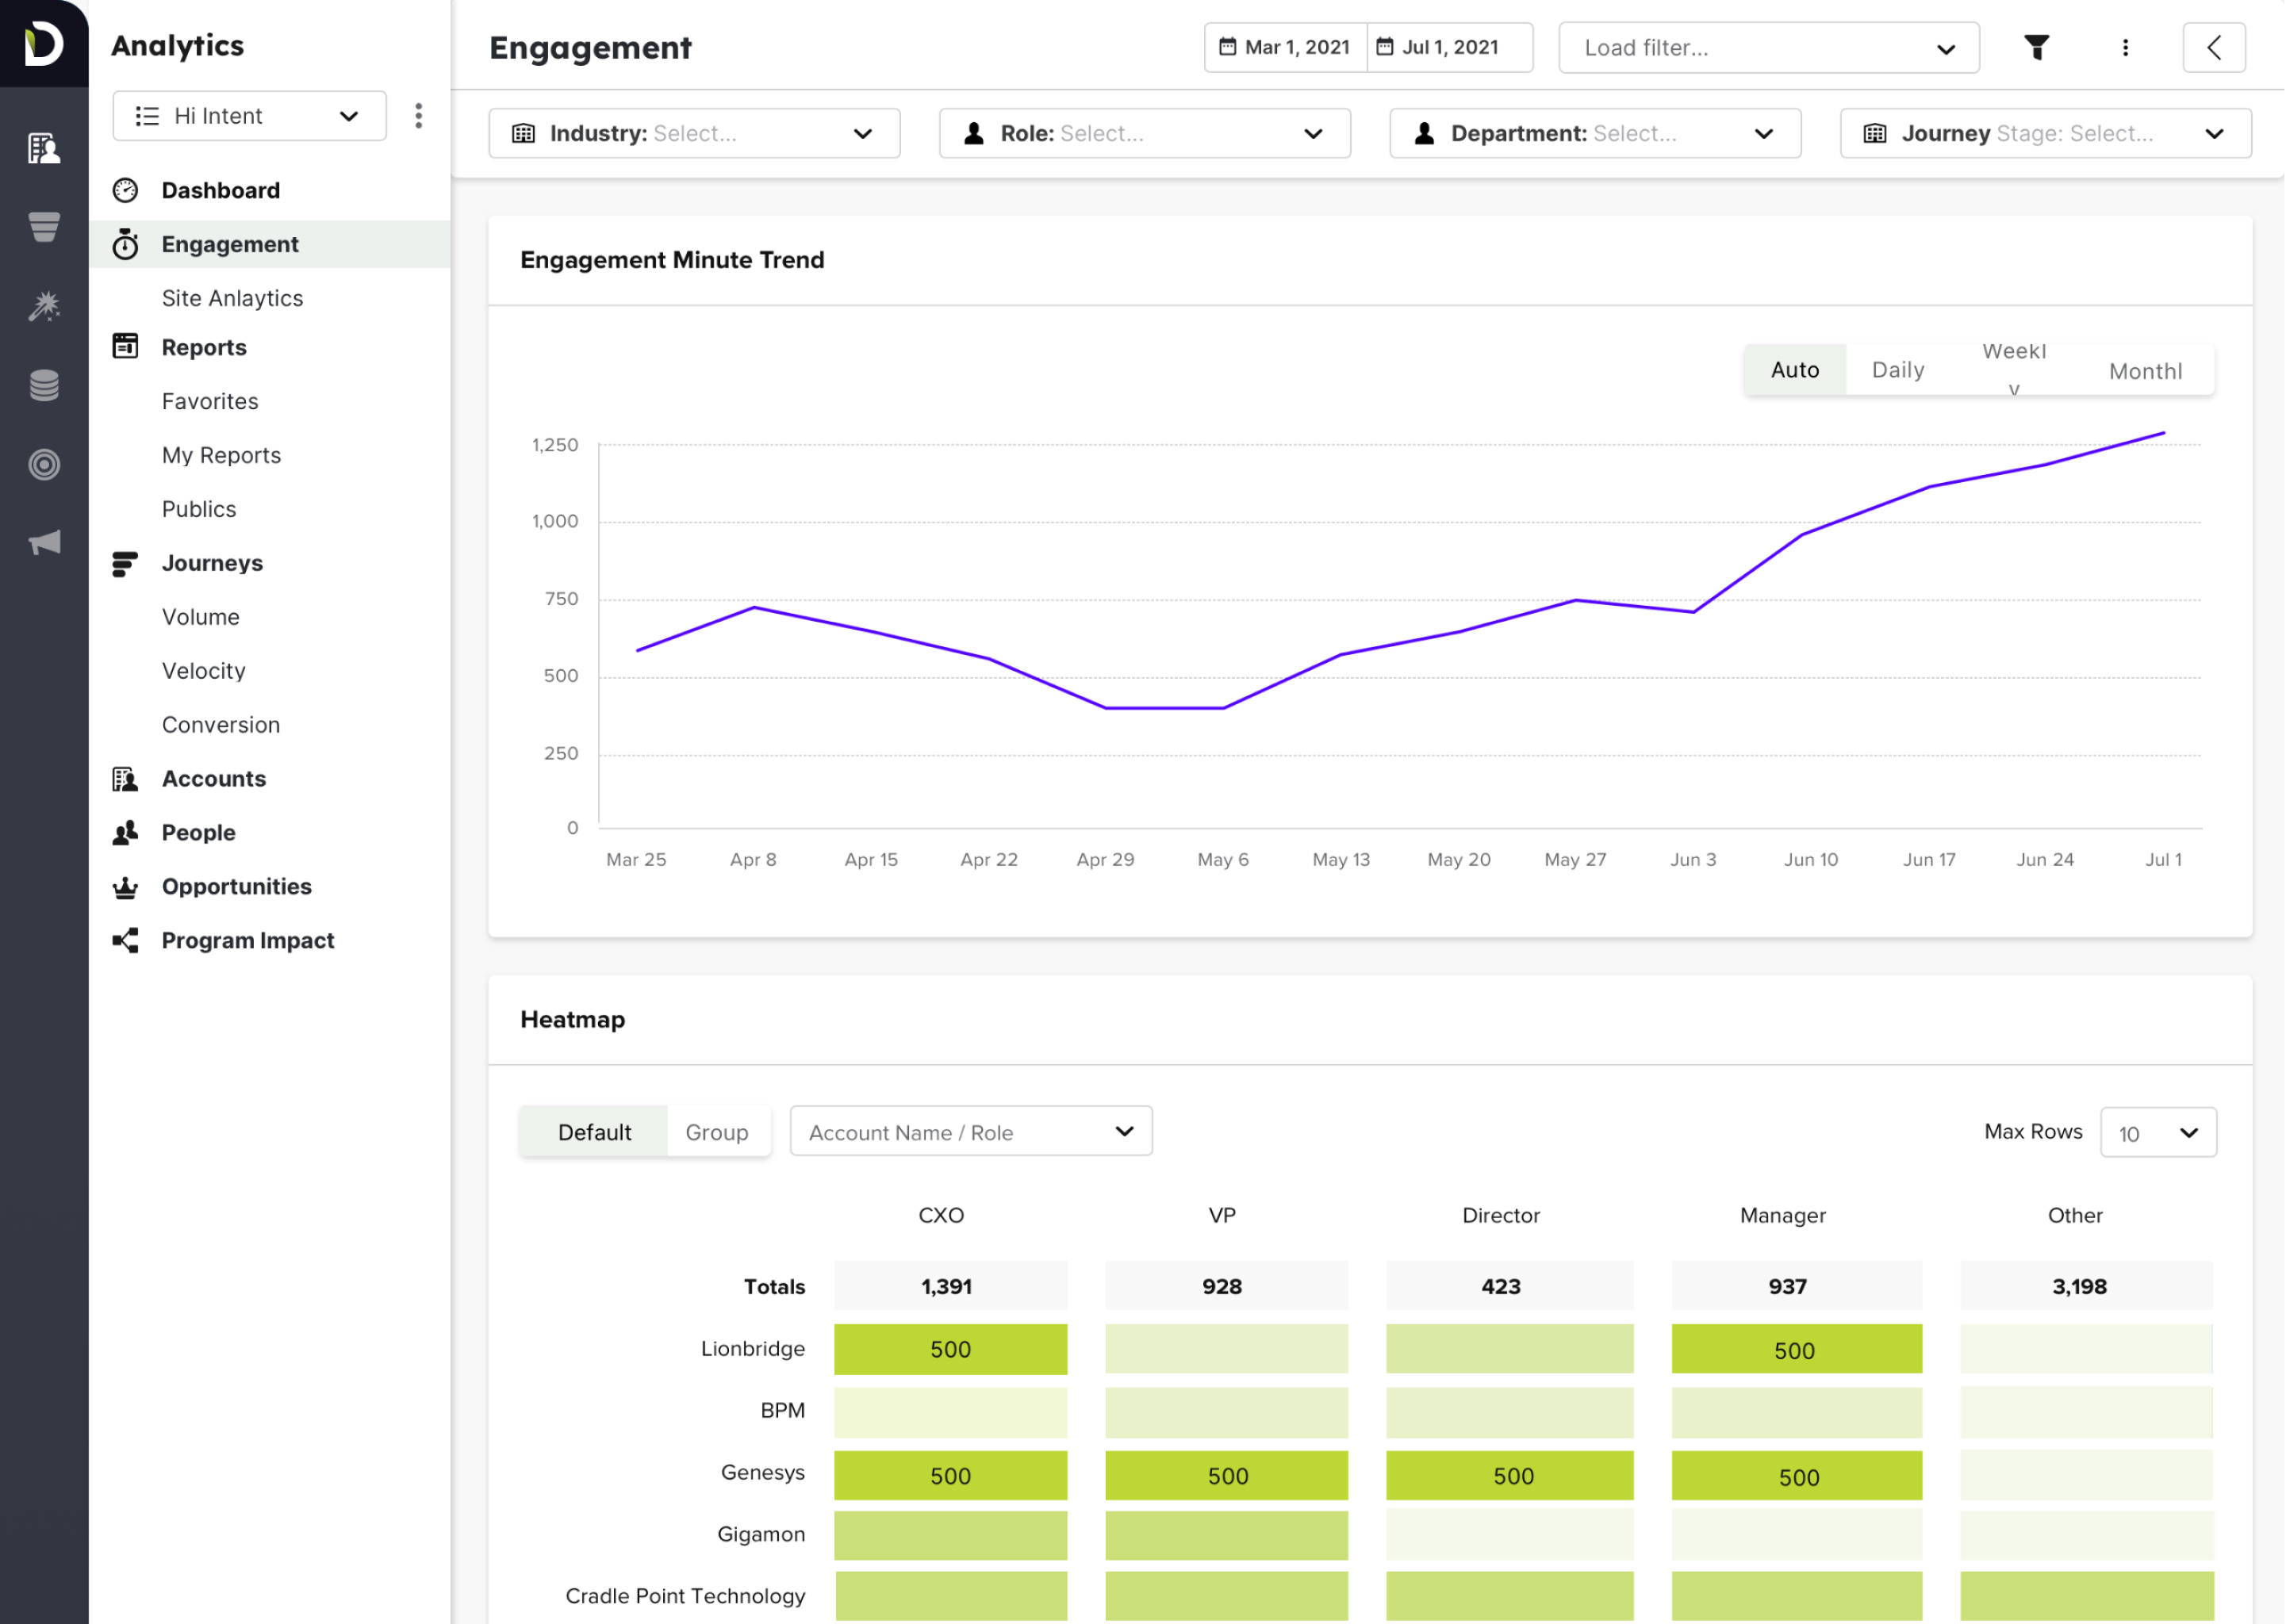 Analytics
Hi Intent
Dashboard
Engagement
Site Anlaytics
Reports
Favorites
My Reports
Publics
Journeys
Volume
Velocity
Conversion
Accounts
People
Opportunities
Program Impact
Engagement
Mar 1, 2021 Jul 1, 2021 Load filter...
Industry: Select... Role: Select... Department: Select... Journey Stage: Select...
Engagement Minute Trend
Auto Daily Weekl
y Monthl
1,250
1,000
750
500
250
0
Mar 25 Apr 8 Apr 15 Apr 22 Apr 29 May 6 May 13 May 20 May 27 Jun 3 Jun 10 Jun 17 Jun 24 Jul 1
Heatmap
Default Group Account Name / Role Max Rows 10
CXO VP Director Manager Other
Totals 1,391 928 423 937 3,198
Lionbridge 500 500
BPM
Genesys 500 500 500 500
Gigamon
Cradle Point Technology